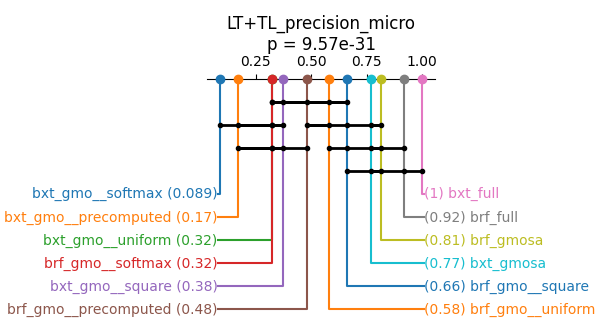 LT+TL_precision_micro
p = 9.57e-31
0.25 0.50 0.75 1.00
bxt_gmo__softmax (0.089) (1) bxt_full
bxt_gmo__precomputed (0.17) (0.92) brf_full
bxt_gmo__uniform (0.32) (0.81) brf_gmosa
brf_gmo__softmax (0.32) (0.77) bxt_gmosa
bxt_gmo__square (0.38) (0.66) brf_gmo__square
brf_gmo__precomputed (0.48) (0.58) brf_gmo__uniform